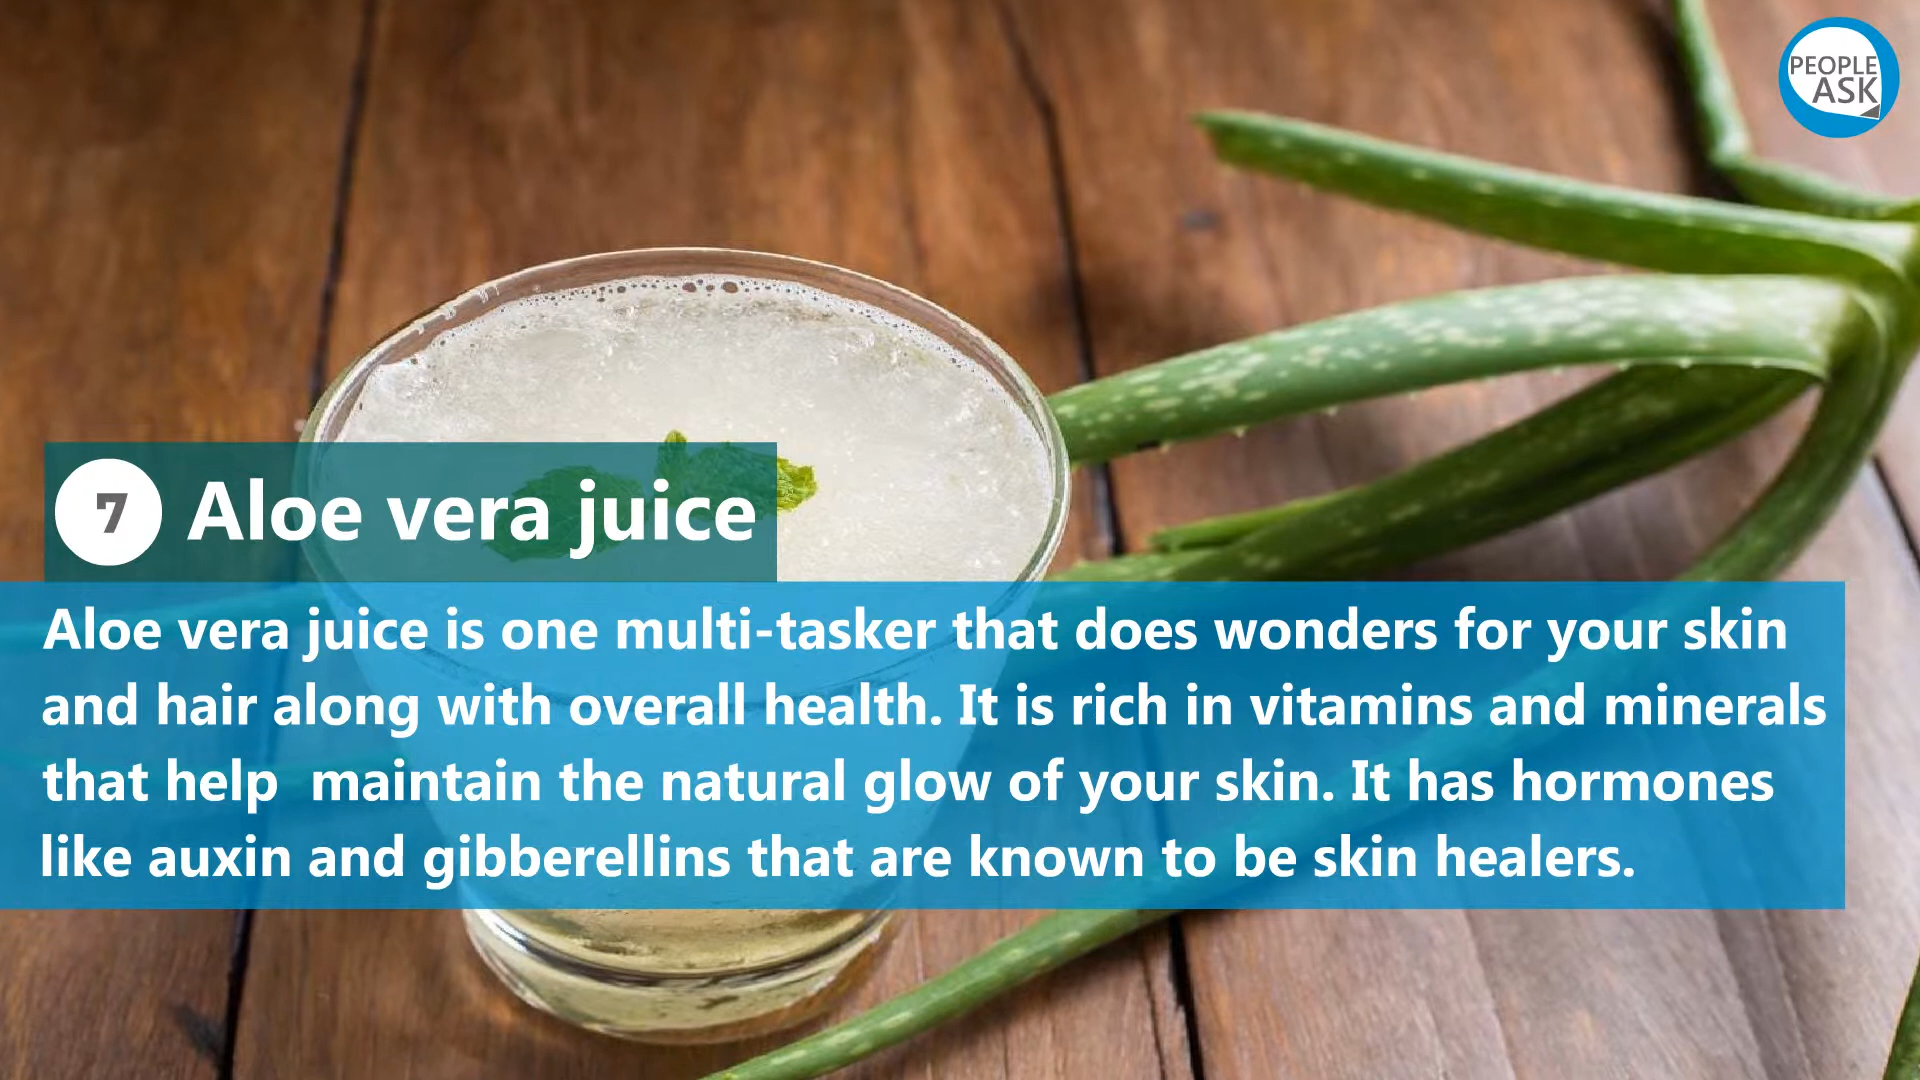 PEOPLE
ASK
7 Aloe vera juice
Aloe vera juice is one multi-tasker that does wonders for your skin
and hair along with overall health. It is rich in vitamins and minerals
that help  maintain the natural glow of your skin. It has hormones
like auxin and gibberellins that are known to be skin healers.